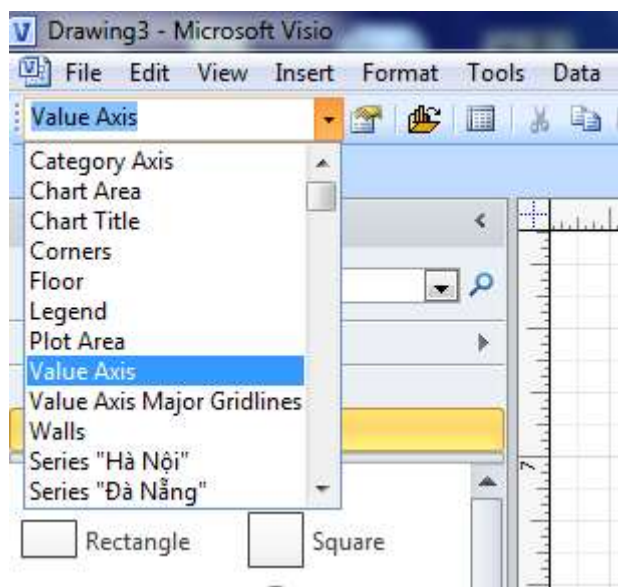 Drawing3 - Microsoft Visio
File Edit View Insert Format Tools Data
Value Axis
Category Axis
Chart Area
Chart Title
Corners
Floor
Legend
Plot Area
Value Axis
Value Axis Major Gridlines
Walls
Series "Hà Nội"
Series "Đà Nẵng"
Rectangle Square
7